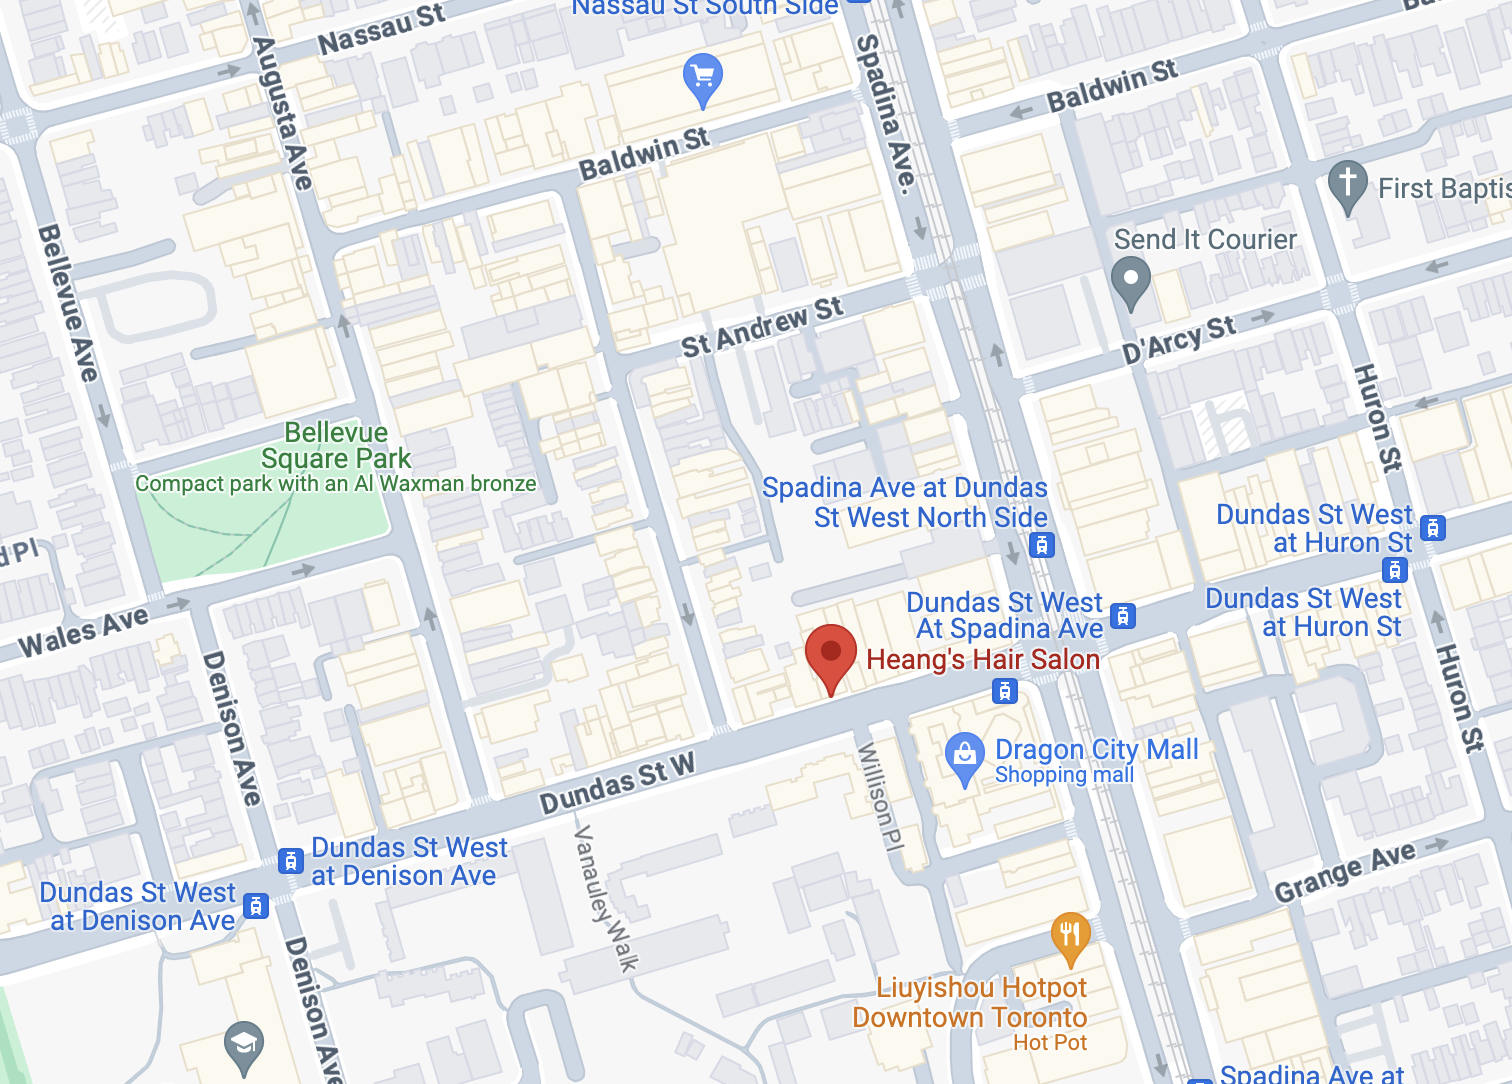 Nassau St South Side
Nassau St
Augusta Ave
Spadina Ave.
Baldwin St
Baldwin St
First Baptis
Send It Courier
Bellevue Ave
St Andrew St
D'Arcy St
Huron St
Bellevue
Square Park
Compact park with an Al Waxman bronze
Spadina Ave at Dundas
St West North Side
Dundas St West
at Huron St
d Pl
Dundas St West
At Spadina Ave
Dundas St West
at Huron St
Wales Ave
Heang's Hair Salon
Denison Ave
Huron St
Dragon City Mall
Shopping mall
Willison Pl
Dundas St W
Vanauley Walk
Dundas St West
at Denison Ave
Dundas St West
at Denison Ave
Grange Ave
Denison Ave
Liuyishou Hotpot
Downtown Toronto
Hot Pot
Spadina Ave at